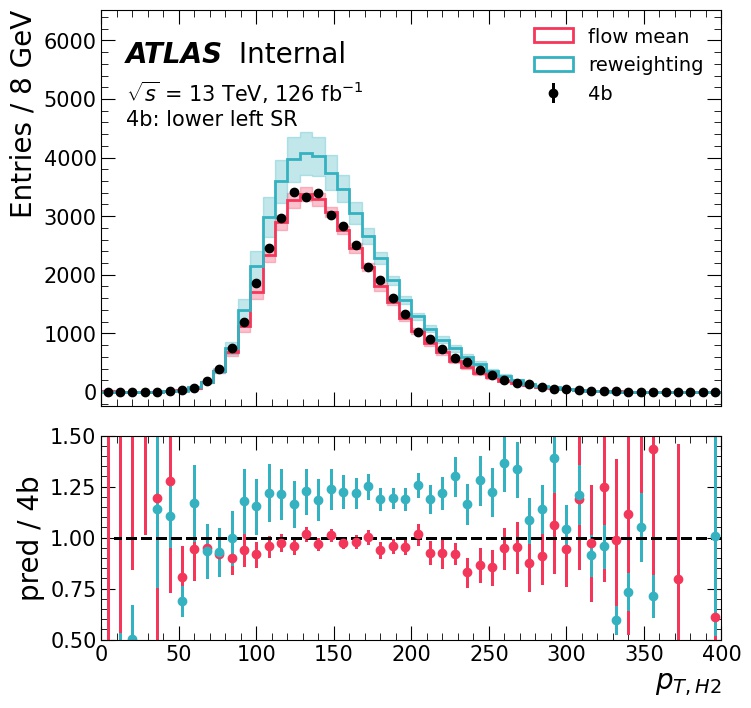 Entries / 8 GeV
6000
5000
4000
3000
2000
1000
0
ATLAS Internal
√s = 13 TeV, 126 fb⁻¹
4b: lower left SR
flow mean
reweighting
4b
pred / 4b
1.50
1.25
1.00
0.75
0.50
0 50 100 150 200 250 300 350 400
p_{T, H2}